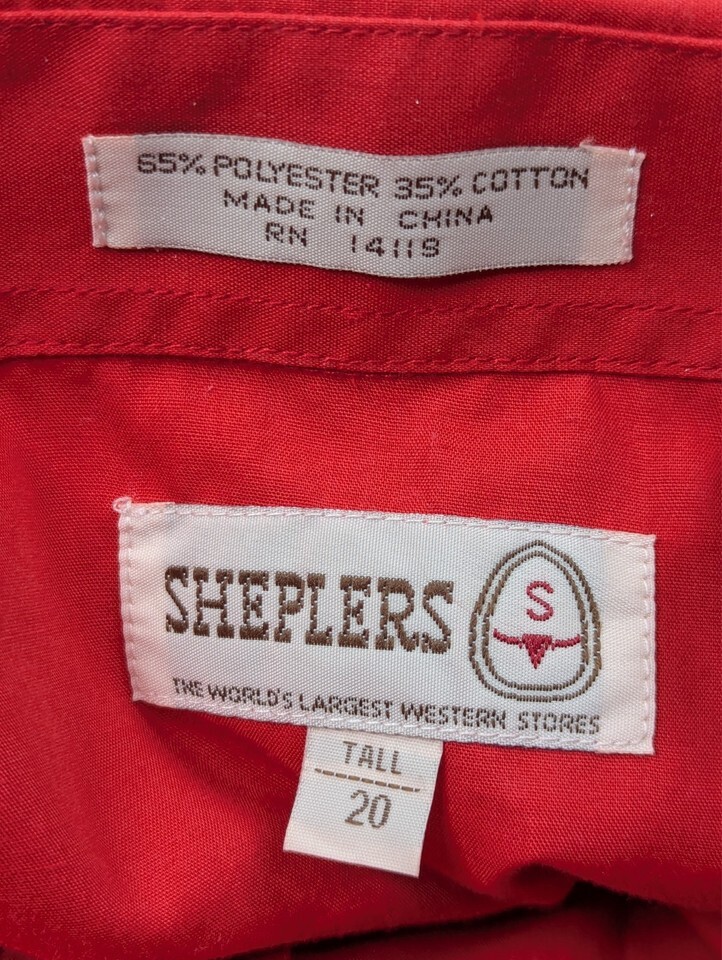 65% POLYESTER 35% COTTON
MADE IN CHINA
RN 14119
SHEPLERS
S
THE WORLD'S LARGEST WESTERN STORES
TALL
20